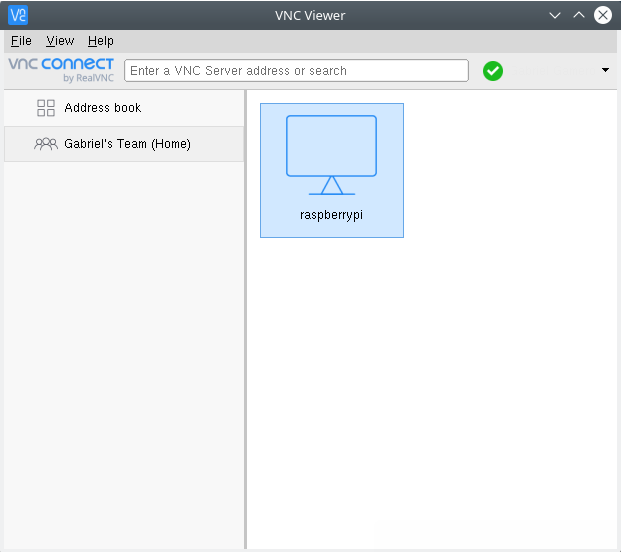 VNC Viewer
File View Help
VNC CONNECT
by RealVNC
Enter a VNC Server address or search
Address book
Gabriel's Team (Home)
raspberrypi